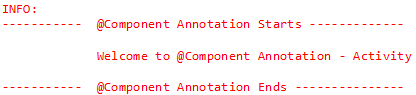 INFO:
----------- @Component Annotation Starts -------------
Welcome to @Component Annotation - Activity
----------- @Component Annotation Ends ---------------